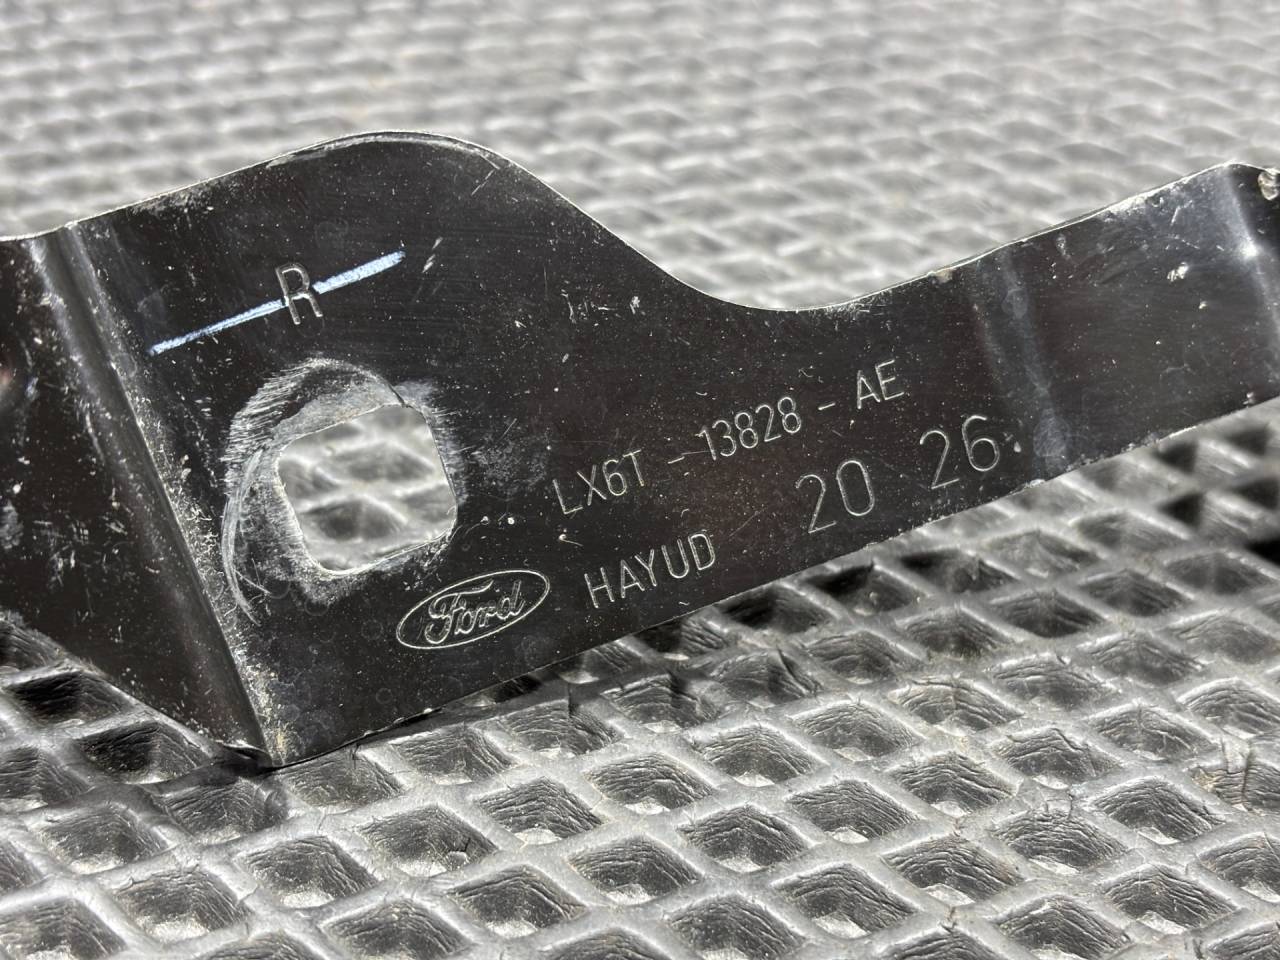 R
LX6T - 13828 - AE
20 26
Ford
HAYUD